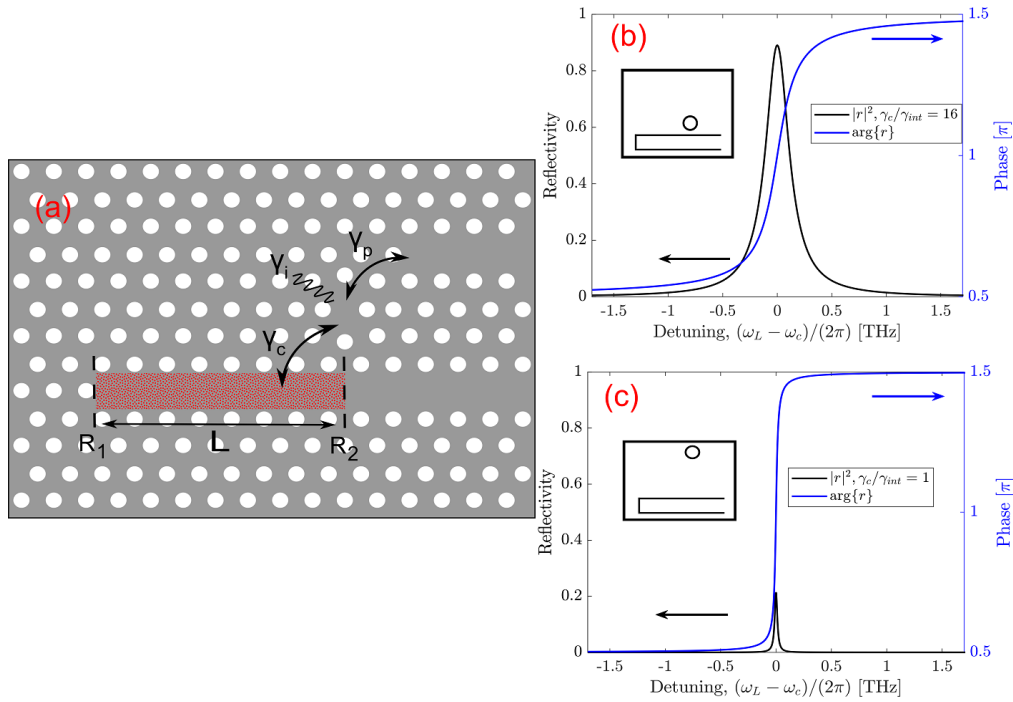 (a)
γp
γi
γc
R1
L
R2
(b)
Reflectivity
1
0.8
0.6
0.4
0.2
0
-1.5 -1 -0.5 0 0.5 1 1.5
Detuning, (ωL − ωc)/(2π) [THz]
|r|², γc/γint = 16
arg{r}
1.5
1
0.5
Phase [π]
(c)
Reflectivity
1
0.8
0.6
0.4
0.2
0
-1.5 -1 -0.5 0 0.5 1 1.5
Detuning, (ωL − ωc)/(2π) [THz]
|r|², γc/γint = 1
arg{r}
1.5
1
0.5
Phase [π]